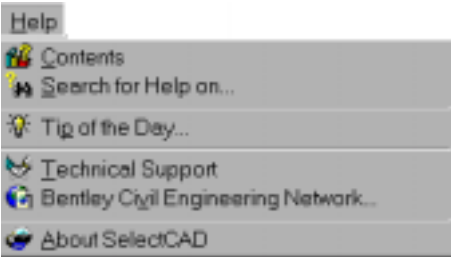 Help
Contents
Search for Help on...
Tip of the Day...
Technical Support
Bentley Civil Engineering Network...
About SelectCAD